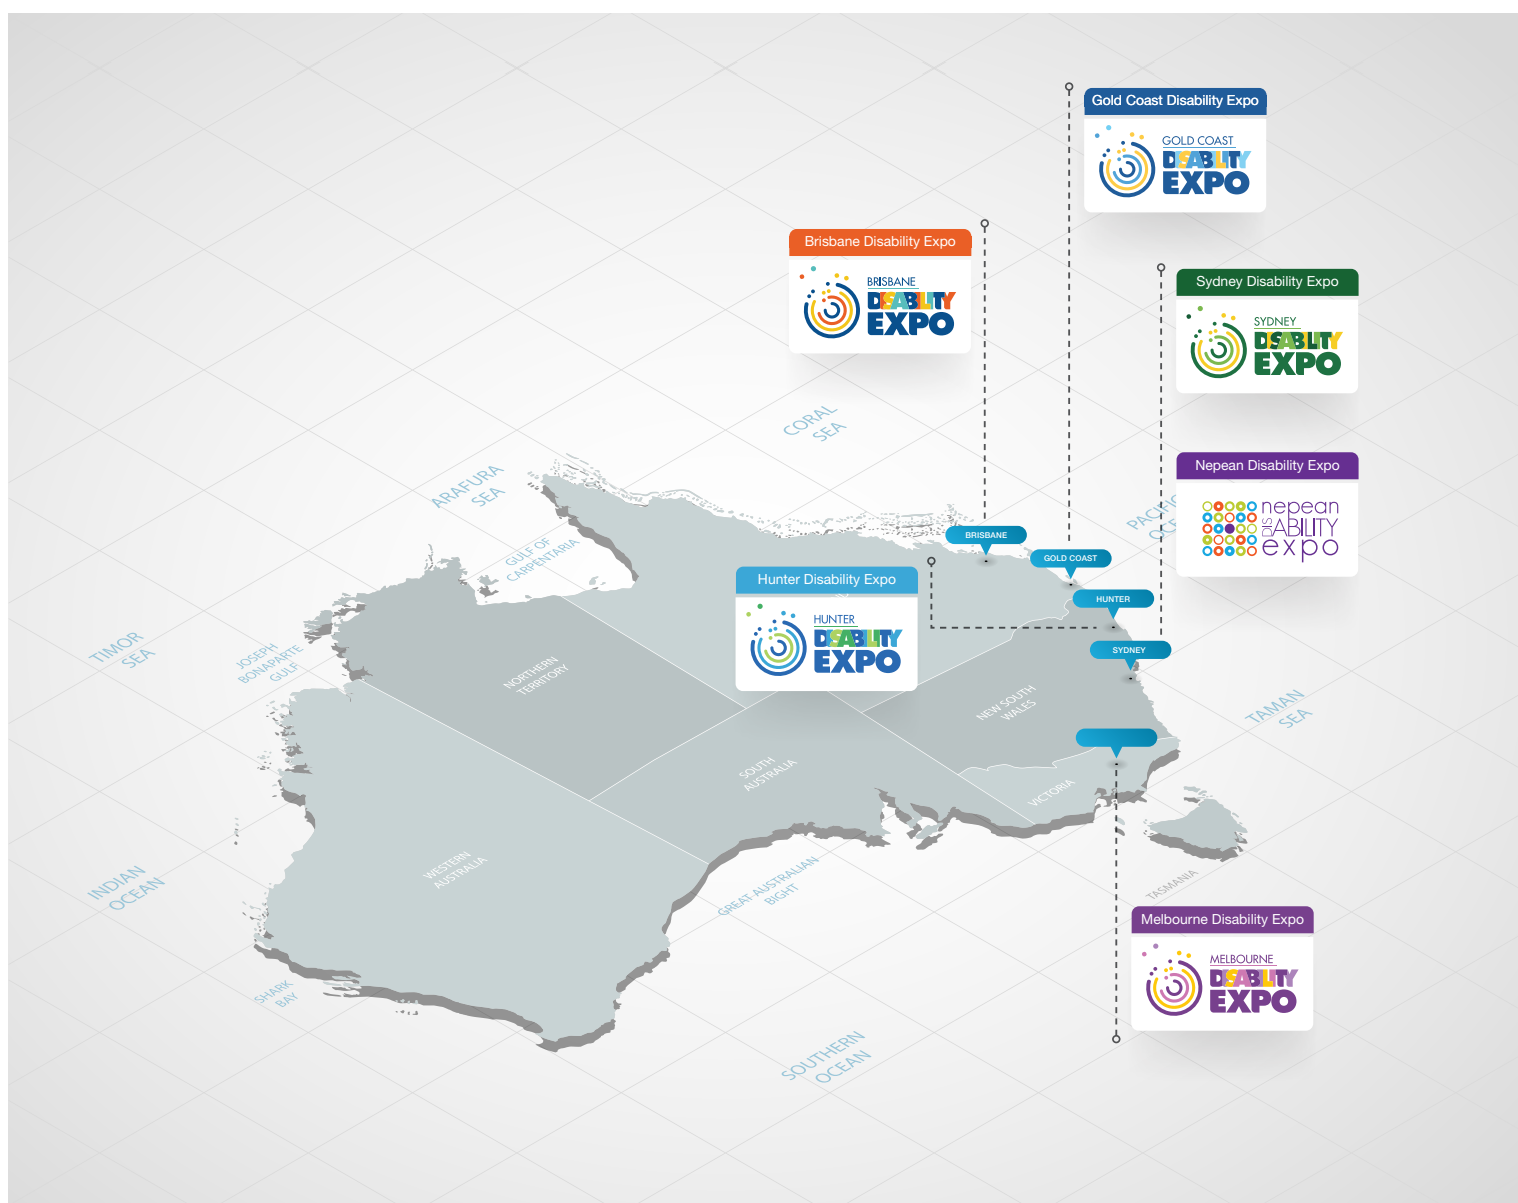 Gold Coast Disability Expo
GOLD COAST
DISABILITY
EXPO
Brisbane Disability Expo
BRISBANE
DISABILITY
EXPO
Sydney Disability Expo
SYDNEY
DISABILITY
EXPO
CORAL
SEA
ARAFURA
SEA
Nepean Disability Expo
nepean
DISABILITY
expo
PACIFIC
GULF OF
CARPENTARIA
BRISBANE
GOLD COAST
Hunter Disability Expo
HUNTER
DISABILITY
EXPO
HUNTER
SYDNEY
TIMOR
SEA
JOSEPH
BONAPARTE
GULF
NORTHERN
TERRITORY
NEW SOUTH
WALES
TAMAN
SEA
SOUTH
AUSTRALIA
VICTORIA
WESTERN
AUSTRALIA
INDIAN
OCEAN
GREAT-AUSTRALIAN
BIGHT
TASMANIA
Melbourne Disability Expo
MELBOURNE
DISABILITY
EXPO
SHARK
BAY
SOUTHERN
OCEAN